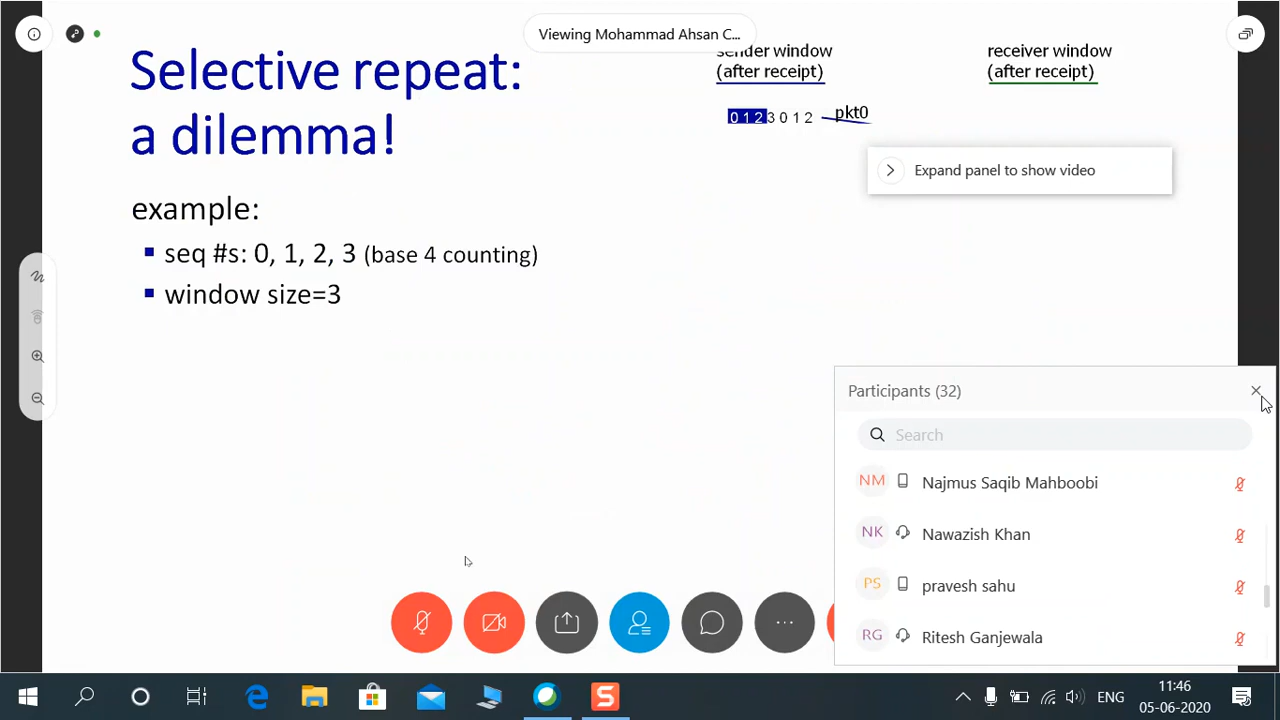 Viewing Mohammad Ahsan C...
Selective repeat:
a dilemma!
example:
seq #s: 0, 1, 2, 3 (base 4 counting)
window size=3
sender window
(after receipt)
receiver window
(after receipt)
0 1 2 3 0 1 2
pkt0
Expand panel to show video
Participants (32)
Search
NM Najmus Saqib Mahboobi
NK Nawazish Khan
PS pravesh sahu
RG Ritesh Ganjewala
S
ENG
11:46
05-06-2020